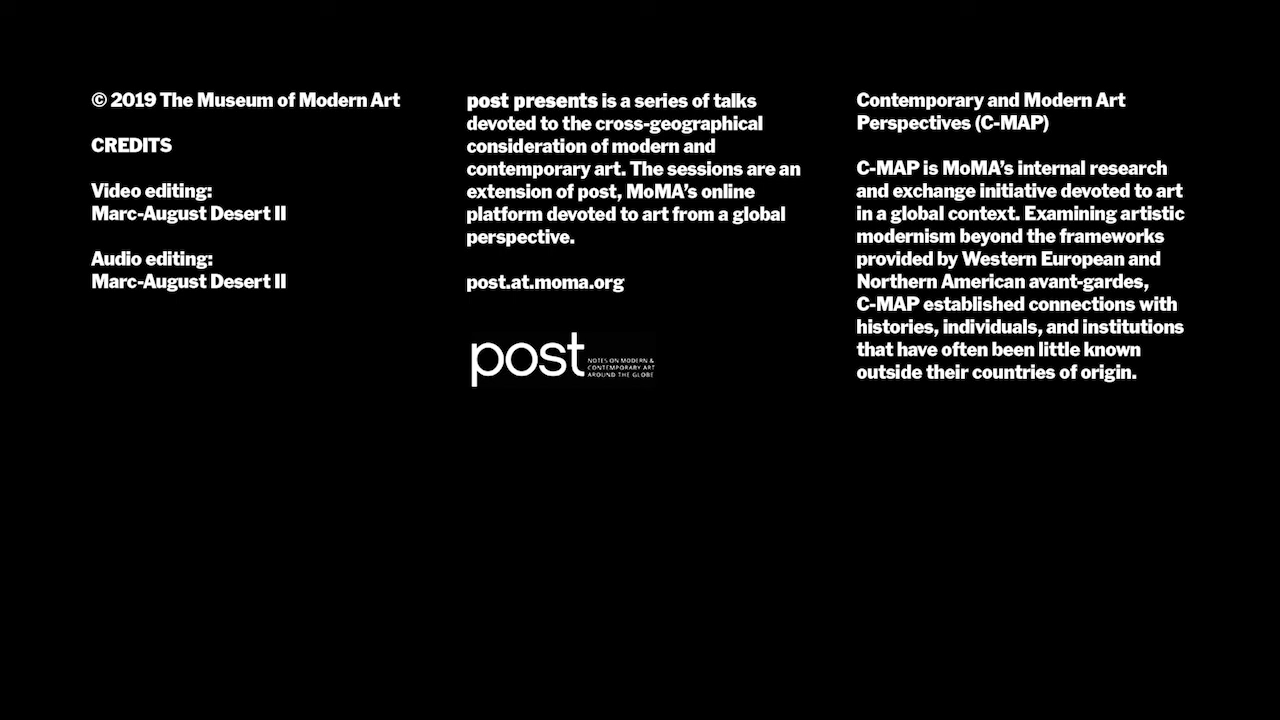 © 2019 The Museum of Modern Art
CREDITS
Video editing:
Marc-August Desert II
Audio editing:
Marc-August Desert II
post presents is a series of talks
devoted to the cross-geographical
consideration of modern and
contemporary art. The sessions are an
extension of post, MoMA’s online
platform devoted to art from a global
perspective.
post.at.moma.org
post
NOTES ON MODERN &
CONTEMPORARY ART
AROUND THE GLOBE
Contemporary and Modern Art
Perspectives (C-MAP)
C-MAP is MoMA’s internal research
and exchange initiative devoted to art
in a global context. Examining artistic
modernism beyond the frameworks
provided by Western European and
Northern American avant-gardes,
C-MAP established connections with
histories, individuals, and institutions
that have often been little known
outside their countries of origin.